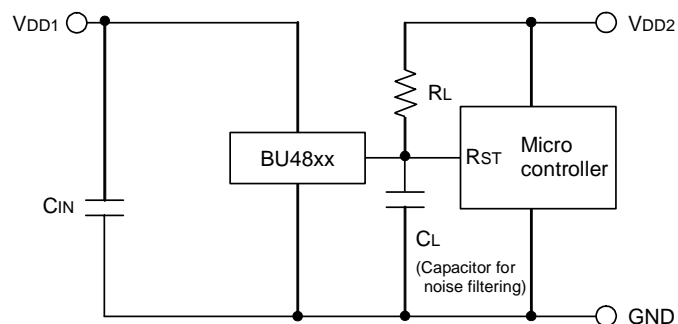 VDD1
VDD2
RL
BU48xx
RST
Micro
controller
CIN
CL
(Capacitor for
noise filtering)
GND